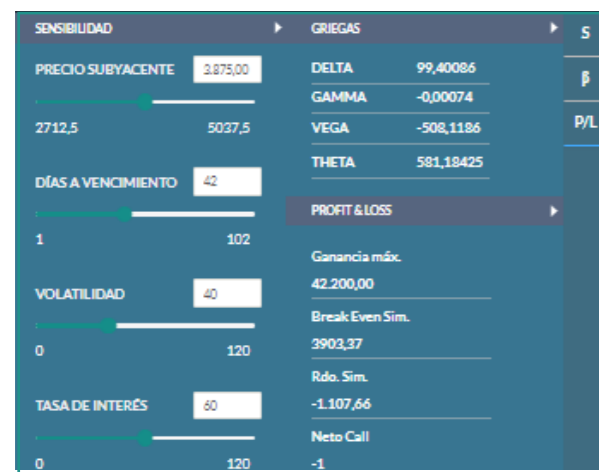 SENSIBILIDAD
PRECIO SUBYACENTE 3.875,00
2712,5 5037,5
DÍAS A VENCIMIENTO 42
1 102
VOLATILIDAD 40
0 120
TASA DE INTERÉS 60
0 120
GRIEGAS
DELTA 99,40086
GAMMA -0,00074
VEGA -508,1186
THETA 581,18425
PROFIT & LOSS
Ganancia máx.
42.200,00
Break Even Sim.
3903,37
Rdo. Sim.
-1.107,66
Neto Call
-1
S
β
P/L